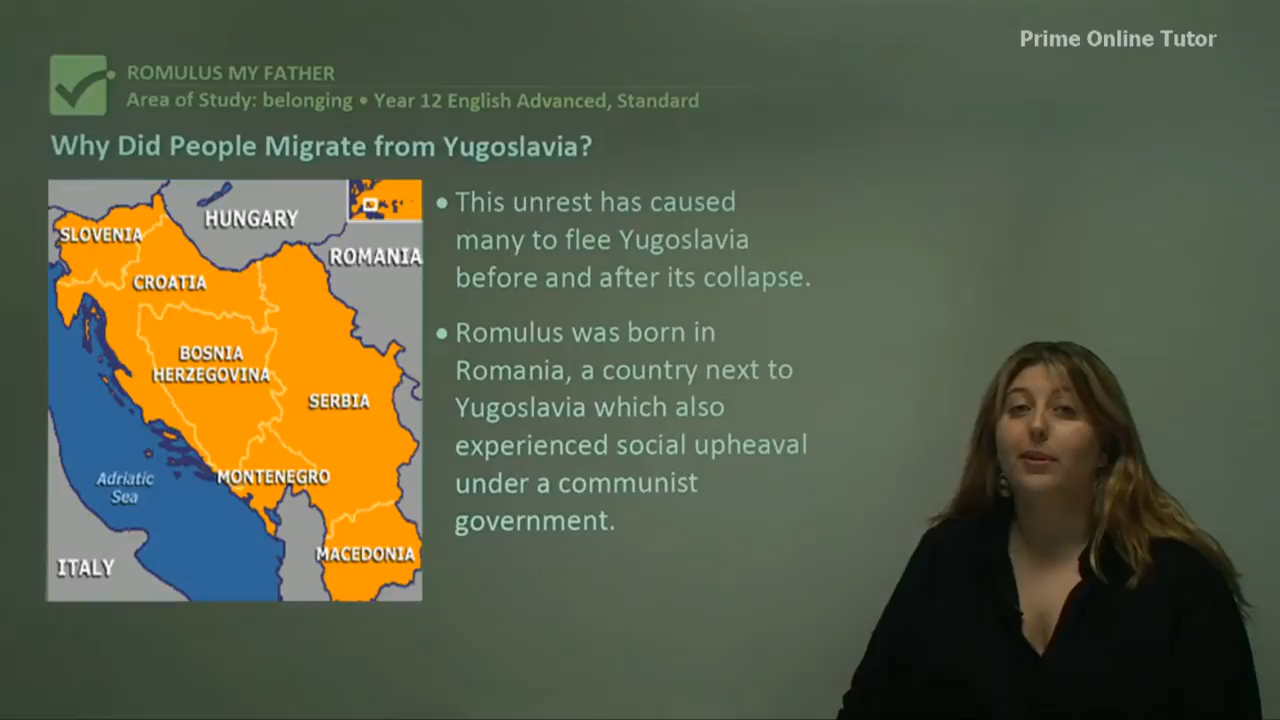 Prime Online Tutor
ROMULUS MY FATHER
Area of Study: belonging • Year 12 English Advanced, Standard
Why Did People Migrate from Yugoslavia?
HUNGARY
SLOVENIA
ROMANIA
CROATIA
BOSNIA
HERZEGOVINA
SERBIA
MONTENEGRO
Adriatic
Sea
MACEDONIA
ITALY
• This unrest has caused
many to flee Yugoslavia
before and after its collapse.
• Romulus was born in
Romania, a country next to
Yugoslavia which also
experienced social upheaval
under a communist
government.